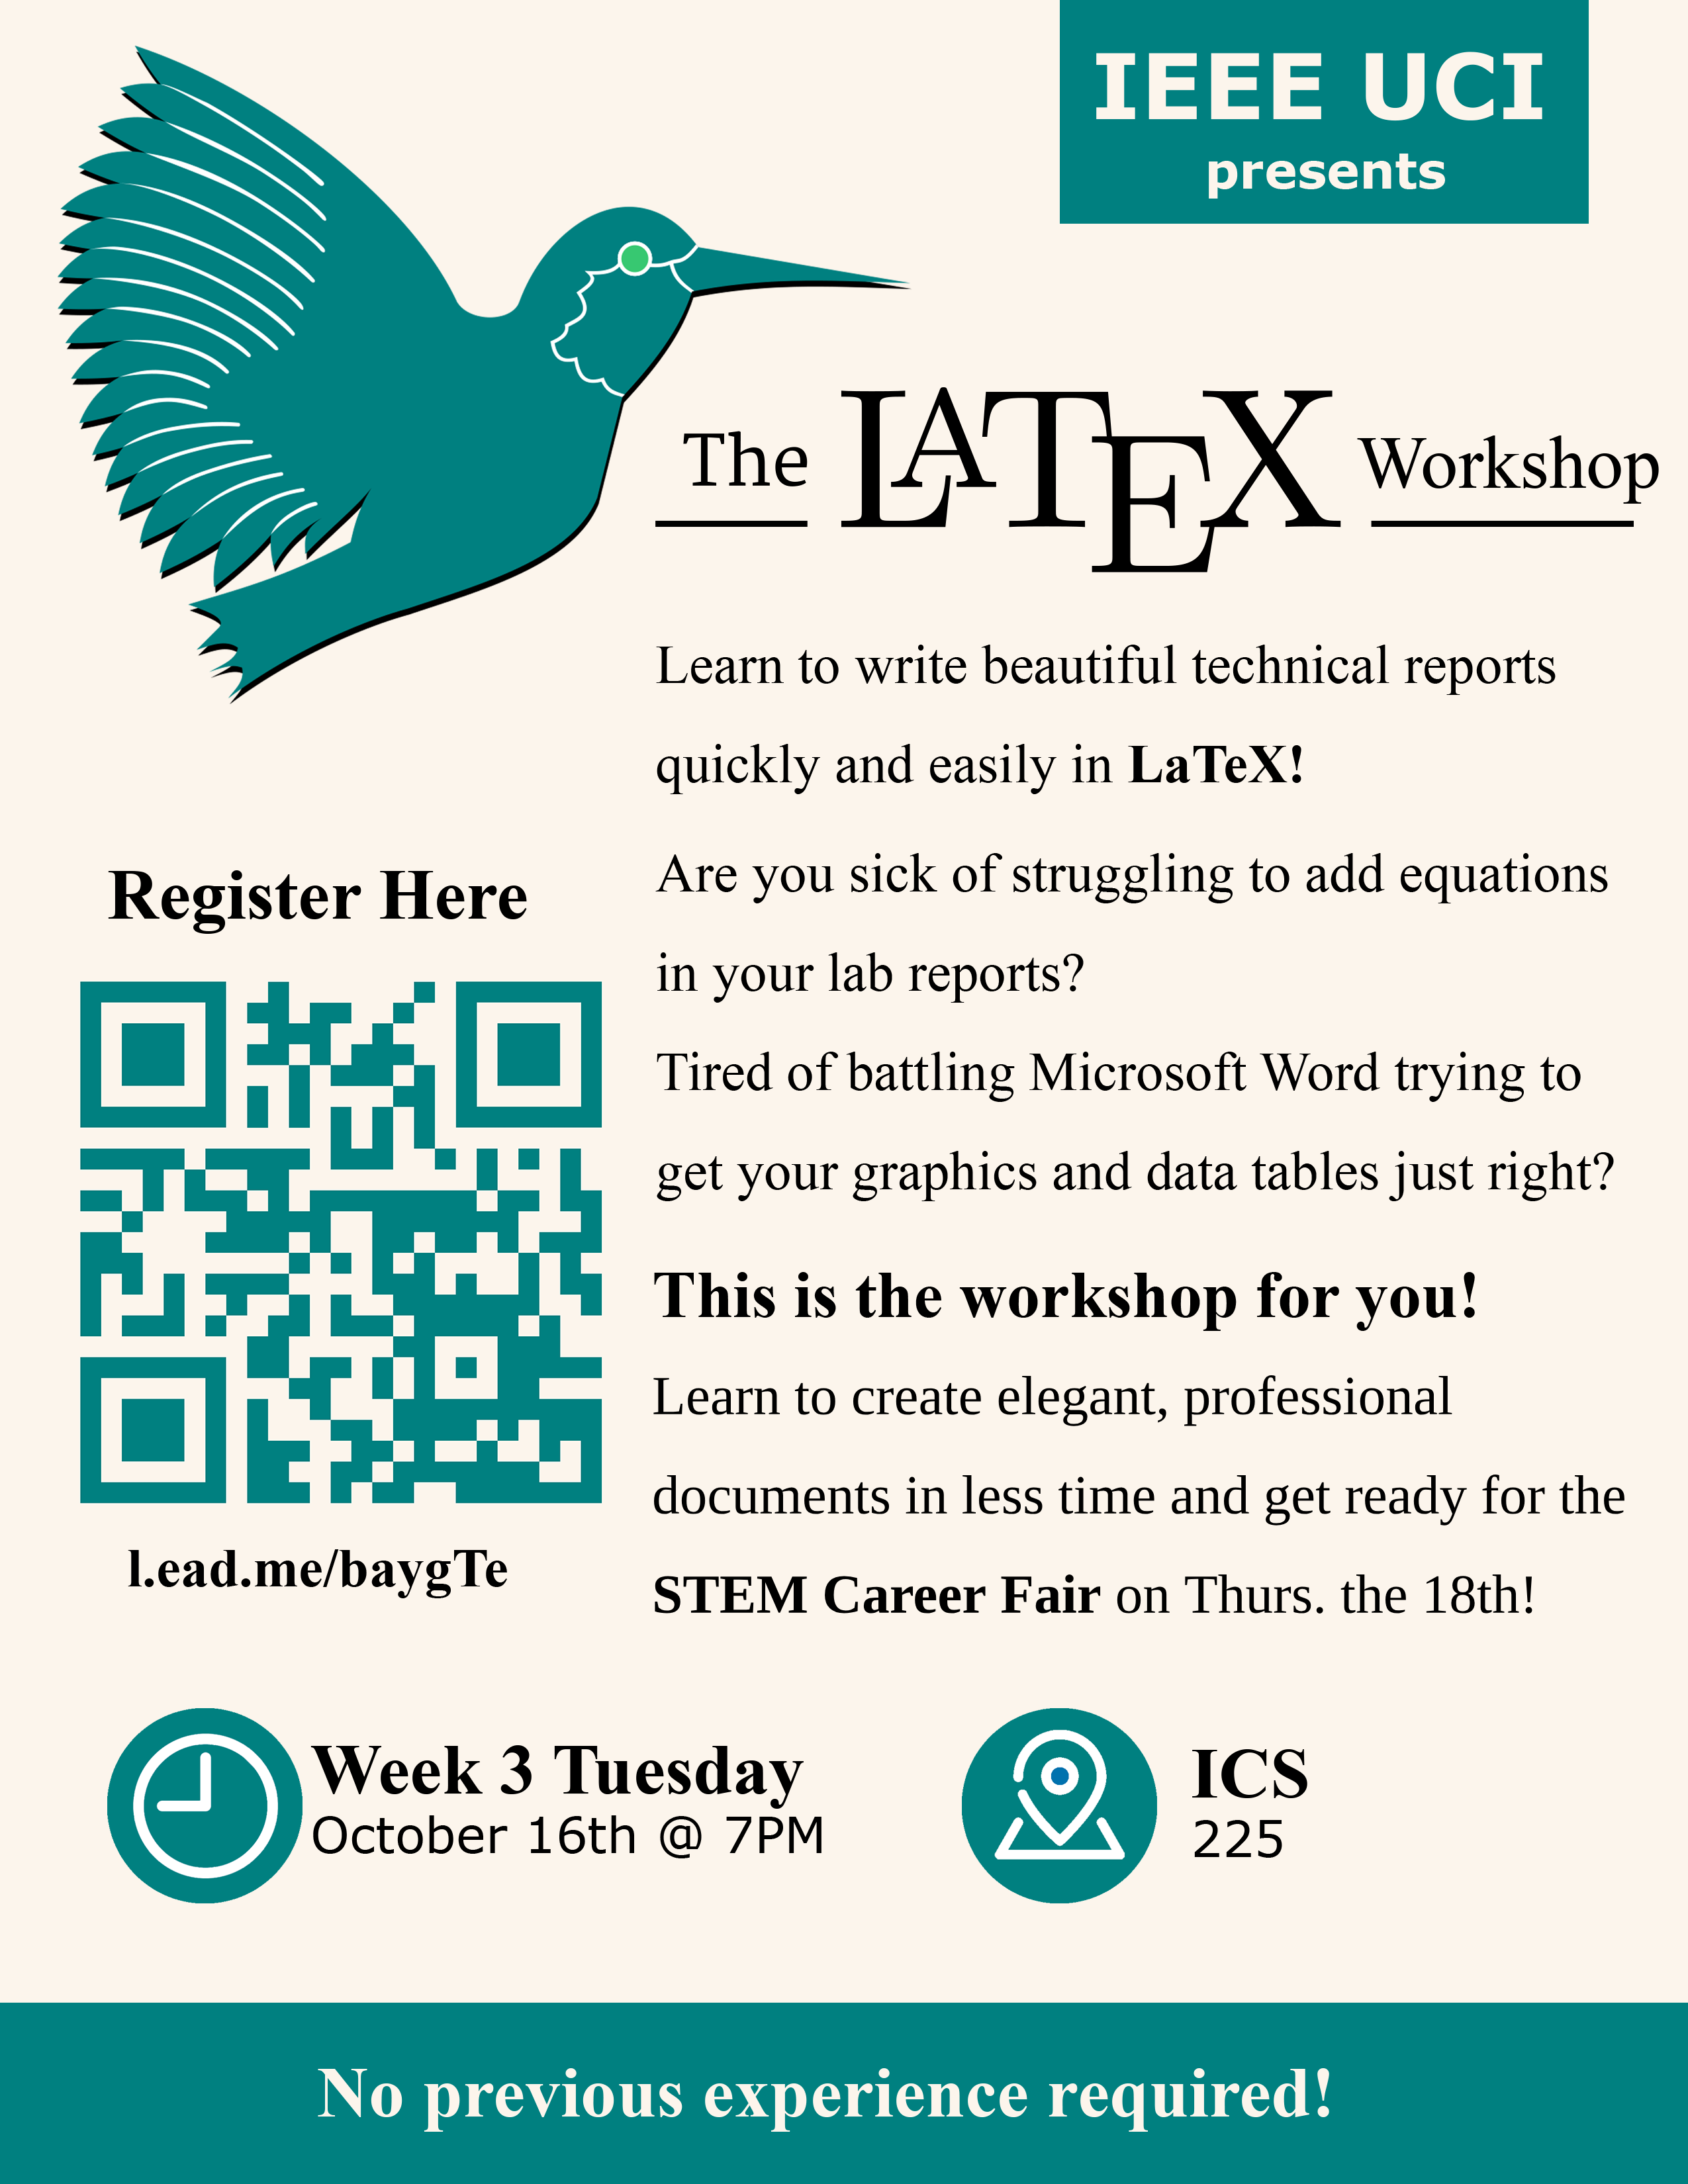 IEEE UCI
presents
The LATEX Workshop
Learn to write beautiful technical reports
quickly and easily in LaTeX!
Are you sick of struggling to add equations
in your lab reports?
Tired of battling Microsoft Word trying to
get your graphics and data tables just right?
This is the workshop for you!
Learn to create elegant, professional
documents in less time and get ready for the
STEM Career Fair on Thurs. the 18th!
Register Here
l.ead.me/baygTe
Week 3 Tuesday
October 16th @ 7PM
ICS
225
No previous experience required!